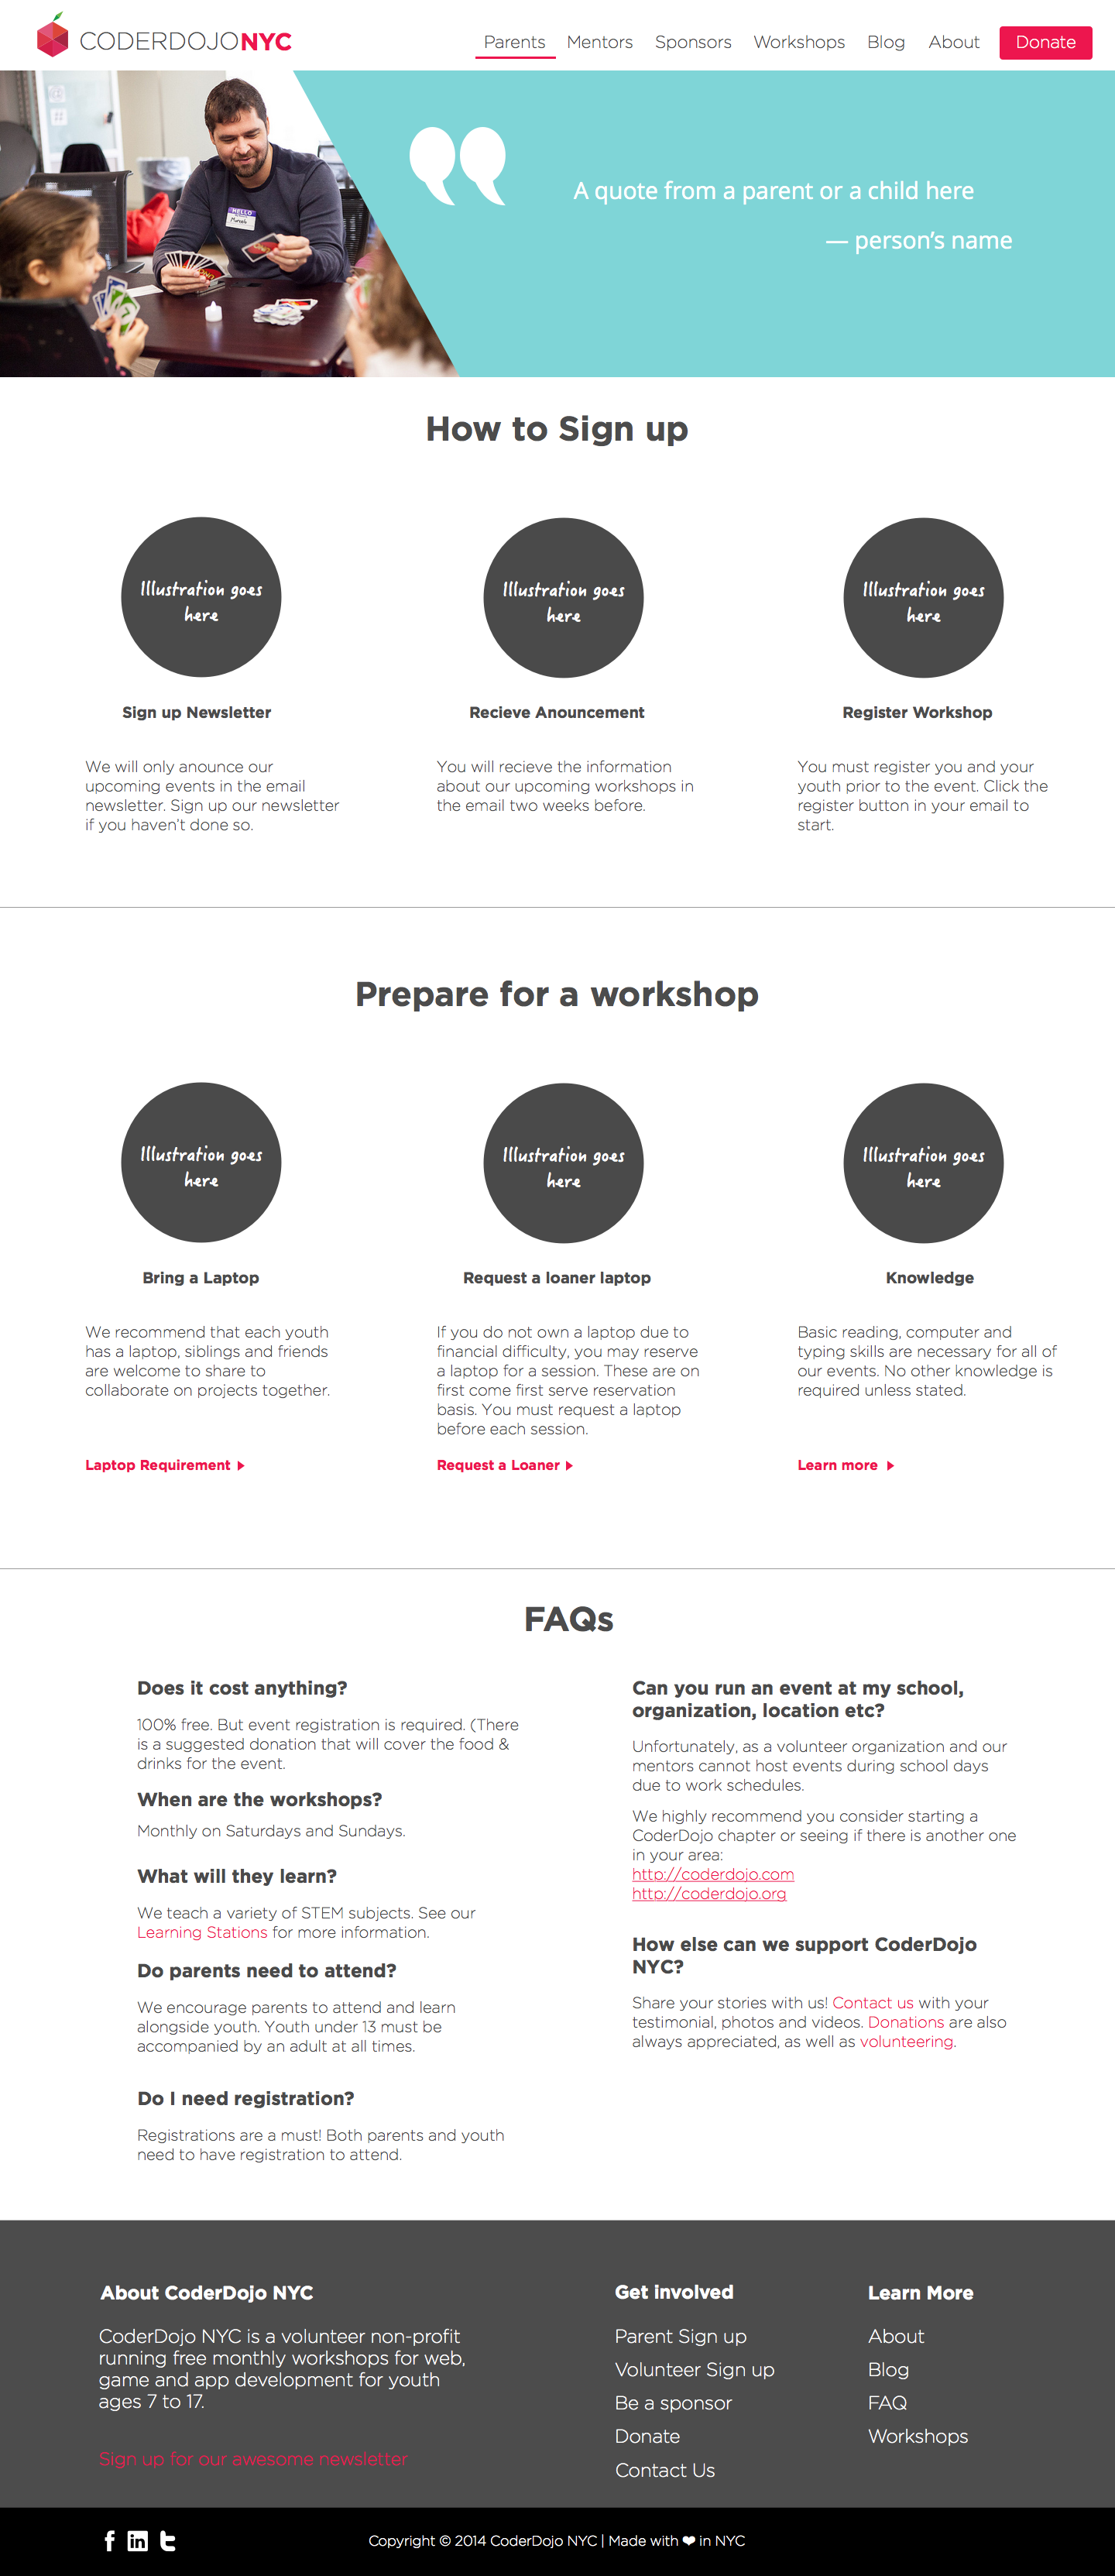 CODERDOJONYC
Parents Mentors Sponsors Workshops Blog About Donate
HELLO
A quote from a parent or a child here
— person's name
How to Sign up
Illustration goes
here
Illustration goes
here
Illustration goes
here
Sign up Newsletter
We will only anounce our
upcoming events in the email
newsletter. Sign up our newsletter
if you haven't done so.
Recieve Anouncement
You will recieve the information
about our upcoming workshops in
the email two weeks before.
Register Workshop
You must register you and your
youth prior to the event. Click the
register button in your email to
start.
Prepare for a workshop
Illustration goes
here
Illustration goes
here
Illustration goes
here
Bring a Laptop
We recommend that each youth
has a laptop, siblings and friends
are welcome to share to
collaborate on projects together.
Laptop Requirement
Request a loaner laptop
If you do not own a laptop due to
financial difficulty, you may reserve
a laptop for a session. These are on
first come first serve reservation
basis. You must request a laptop
before each session.
Request a Loaner
Knowledge
Basic reading, computer and
typing skills are necessary for all of
our events. No other knowledge is
required unless stated.
Learn more
FAQs
Does it cost anything?
100% free. But event registration is required. (There
is a suggested donation that will cover the food &
drinks for the event.
When are the workshops?
Monthly on Saturdays and Sundays.
What will they learn?
We teach a variety of STEM subjects. See our
Learning Stations for more information.
Do parents need to attend?
We encourage parents to attend and learn
alongside youth. Youth under 13 must be
accompanied by an adult at all times.
Do I need registration?
Registrations are a must! Both parents and youth
need to have registration to attend.
Can you run an event at my school,
organization, location etc?
Unfortunately, as a volunteer organization and our
mentors cannot host events during school days
due to work schedules.
We highly recommend you consider starting a
CoderDojo chapter or seeing if there is another one
in your area:
http://coderdojo.com
http://coderdojo.org
How else can we support CoderDojo
NYC?
Share your stories with us! Contact us with your
testimonial, photos and videos. Donations are also
always appreciated, as well as volunteering.
About CoderDojo NYC
CoderDojo NYC is a volunteer non-profit
running free monthly workshops for web,
game and app development for youth
ages 7 to 17.
Sign up for our awesome newsletter
Get involved
Parent Sign up
Volunteer Sign up
Be a sponsor
Donate
Contact Us
Learn More
About
Blog
FAQ
Workshops
Copyright © 2014 CoderDojo NYC | Made with ❤ in NYC